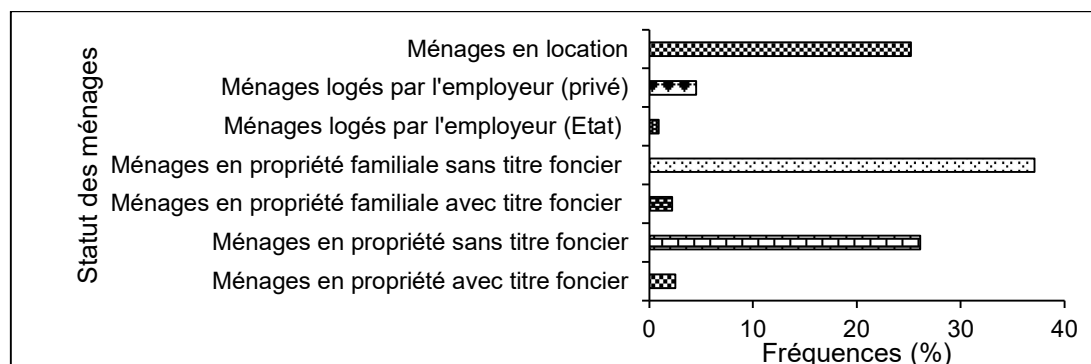 Statut des ménages
Ménages en location
Ménages logés par l'employeur (privé)
Ménages logés par l'employeur (Etat)
Ménages en propriété familiale sans titre foncier
Ménages en propriété familiale avec titre foncier
Ménages en propriété sans titre foncier
Ménages en propriété avec titre foncier
0 10 20 30 40
Fréquences (%)